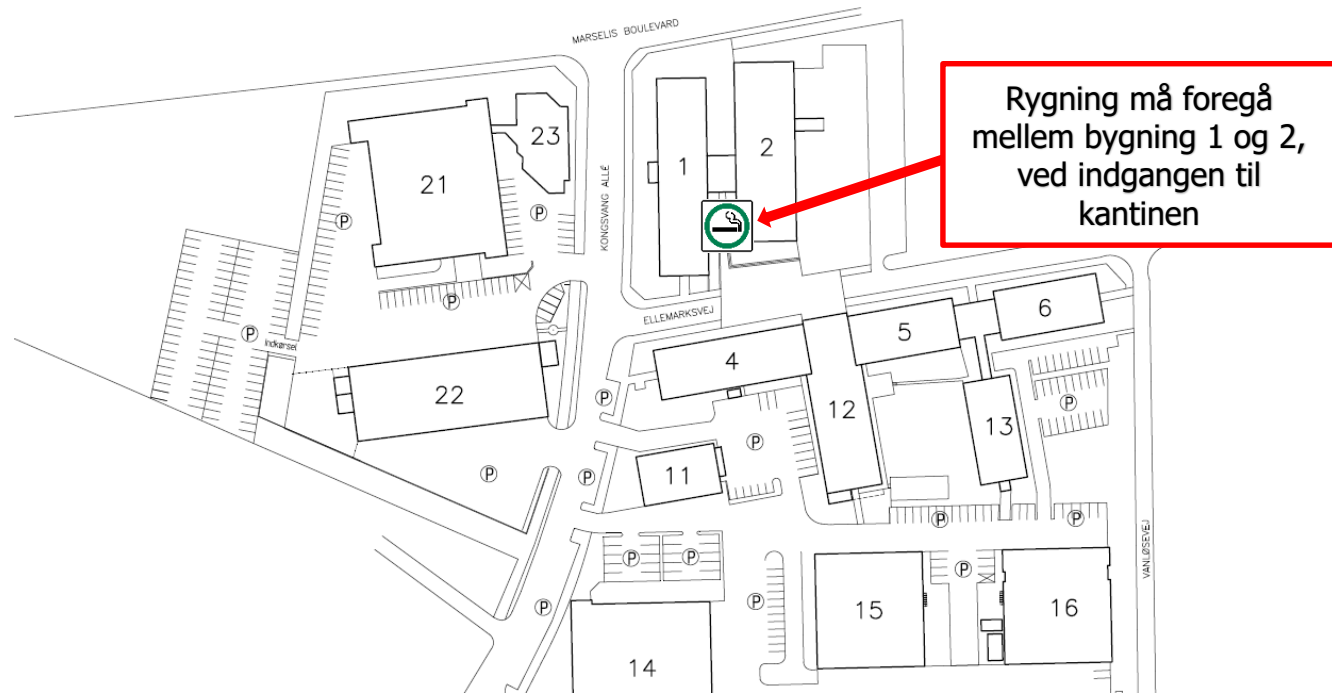 MARSELIS BOULEVARD
Rygning må foregå
mellem bygning 1 og 2,
ved indgangen til
kantinen
23
21
1
2
KONGSVANG ALLÉ
P
P
P
P
Indkørsel
ELLEMARKSVEJ
6
5
4
22
12
13
P
P
P
11
P
P
P
P
VANLØSEVEJ
P
P
P
P
P
15
16
14